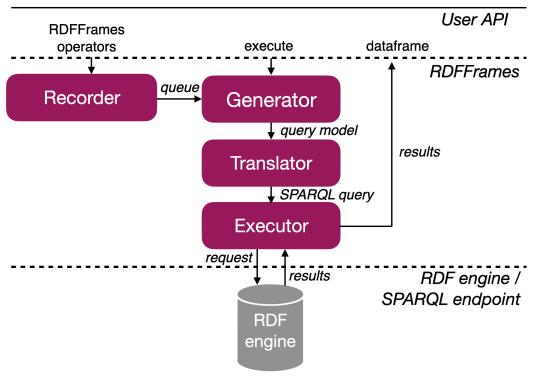 User API
RDFFrames
operators
execute
dataframe
RDFFrames
Recorder
queue
Generator
query model
Translator
results
SPARQL query
Executor
request
results
RDF engine /
SPARQL endpoint
RDF
engine